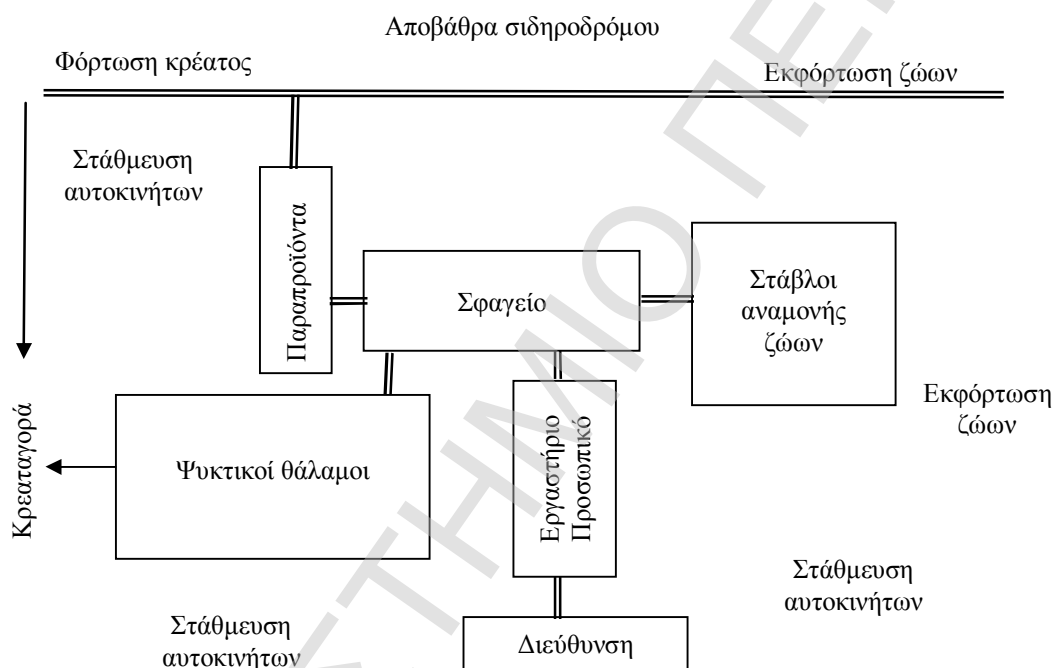 Αποβάθρα σιδηροδρόμου
Φόρτωση κρέατος
Εκφόρτωση ζώων
Στάθμευση
αυτοκινήτων
Παραπροϊόντα
Σφαγείο
Στάβλοι
αναμονής
ζώων
Εκφόρτωση
ζώων
Κρεαταγορά
Ψυκτικοί θάλαμοι
Εργαστήριο
Προσωπικό
Στάθμευση
αυτοκινήτων
Στάθμευση
αυτοκινήτων
Διεύθυνση